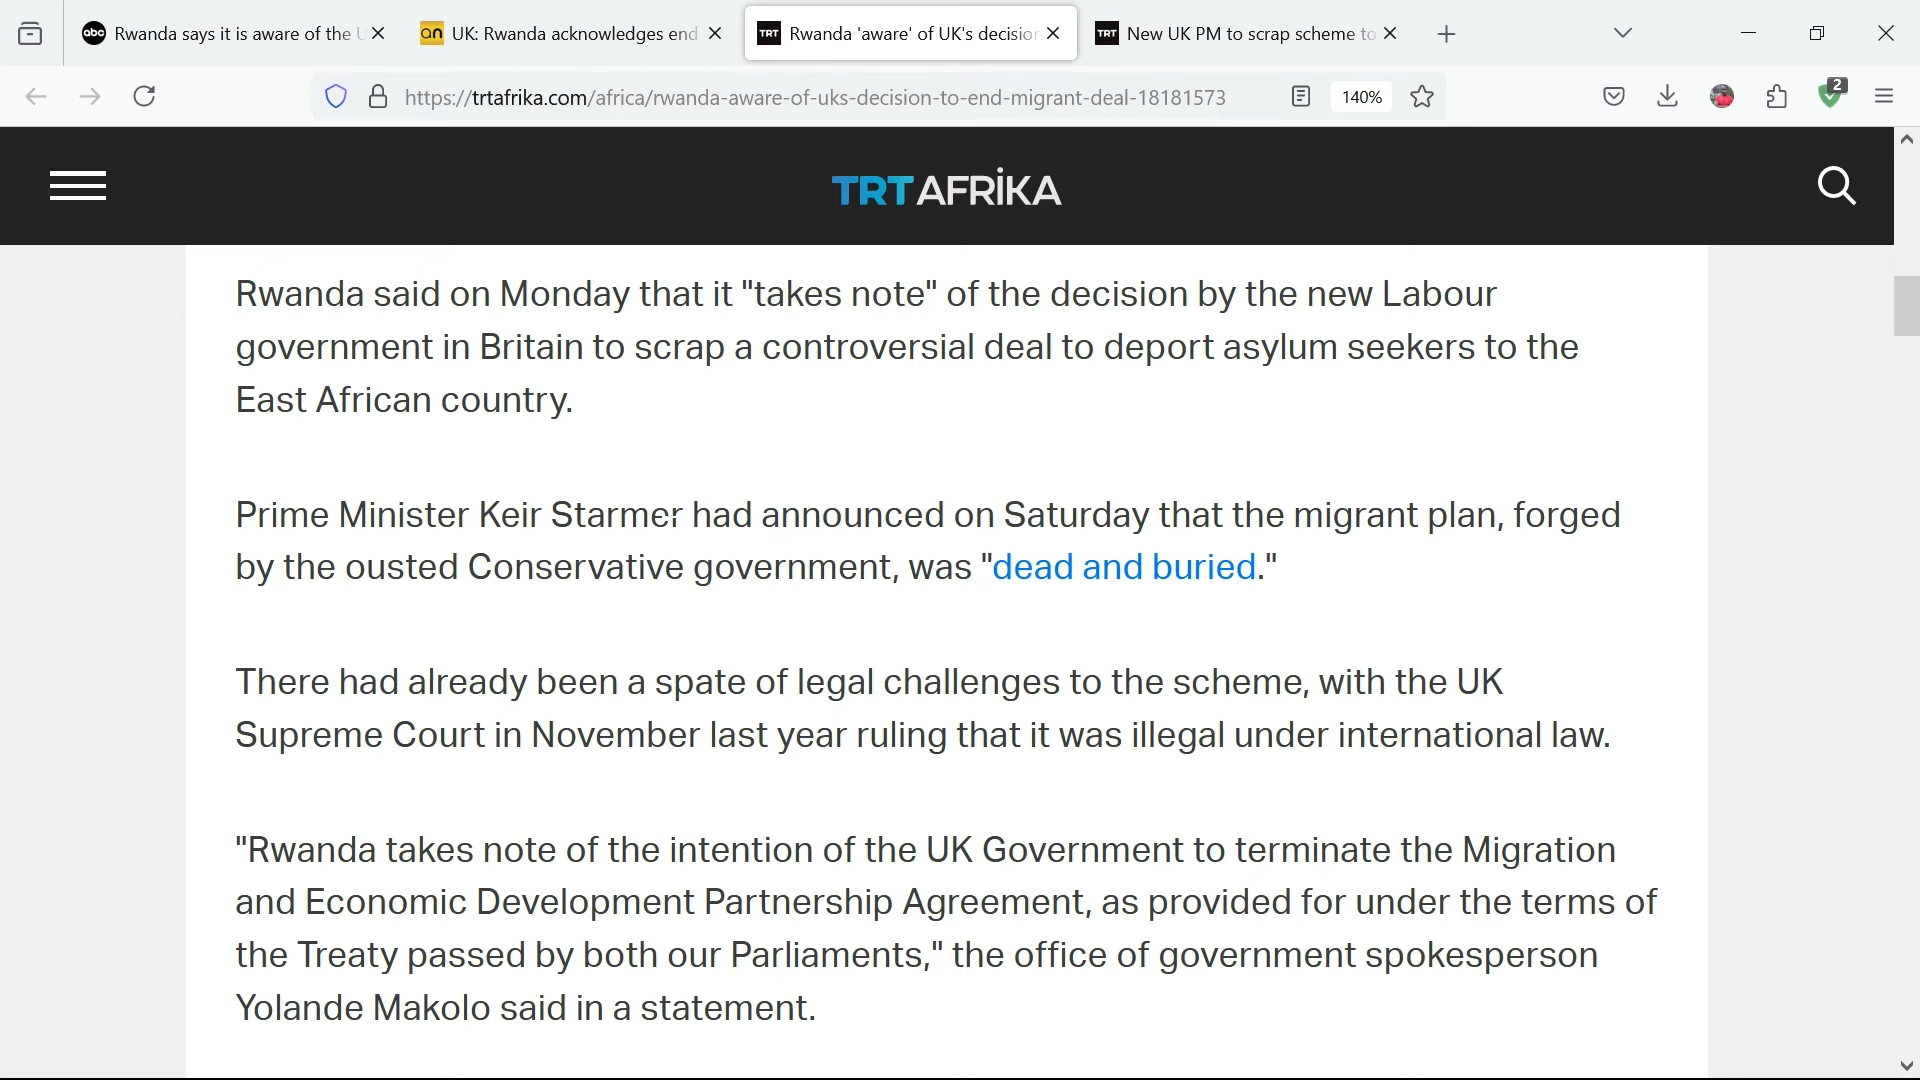 abc Rwanda says it is aware of the U
an UK: Rwanda acknowledges end
TRT Rwanda 'aware' of UK's decision
TRT New UK PM to scrap scheme to
https://trtafrika.com/africa/rwanda-aware-of-uks-decision-to-end-migrant-deal-18181573
140%
2
TRT AFRİKA
Rwanda said on Monday that it "takes note" of the decision by the new Labour
government in Britain to scrap a controversial deal to deport asylum seekers to the
East African country.
Prime Minister Keir Starmer had announced on Saturday that the migrant plan, forged
by the ousted Conservative government, was "dead and buried."
There had already been a spate of legal challenges to the scheme, with the UK
Supreme Court in November last year ruling that it was illegal under international law.
"Rwanda takes note of the intention of the UK Government to terminate the Migration
and Economic Development Partnership Agreement, as provided for under the terms of
the Treaty passed by both our Parliaments," the office of government spokesperson
Yolande Makolo said in a statement.